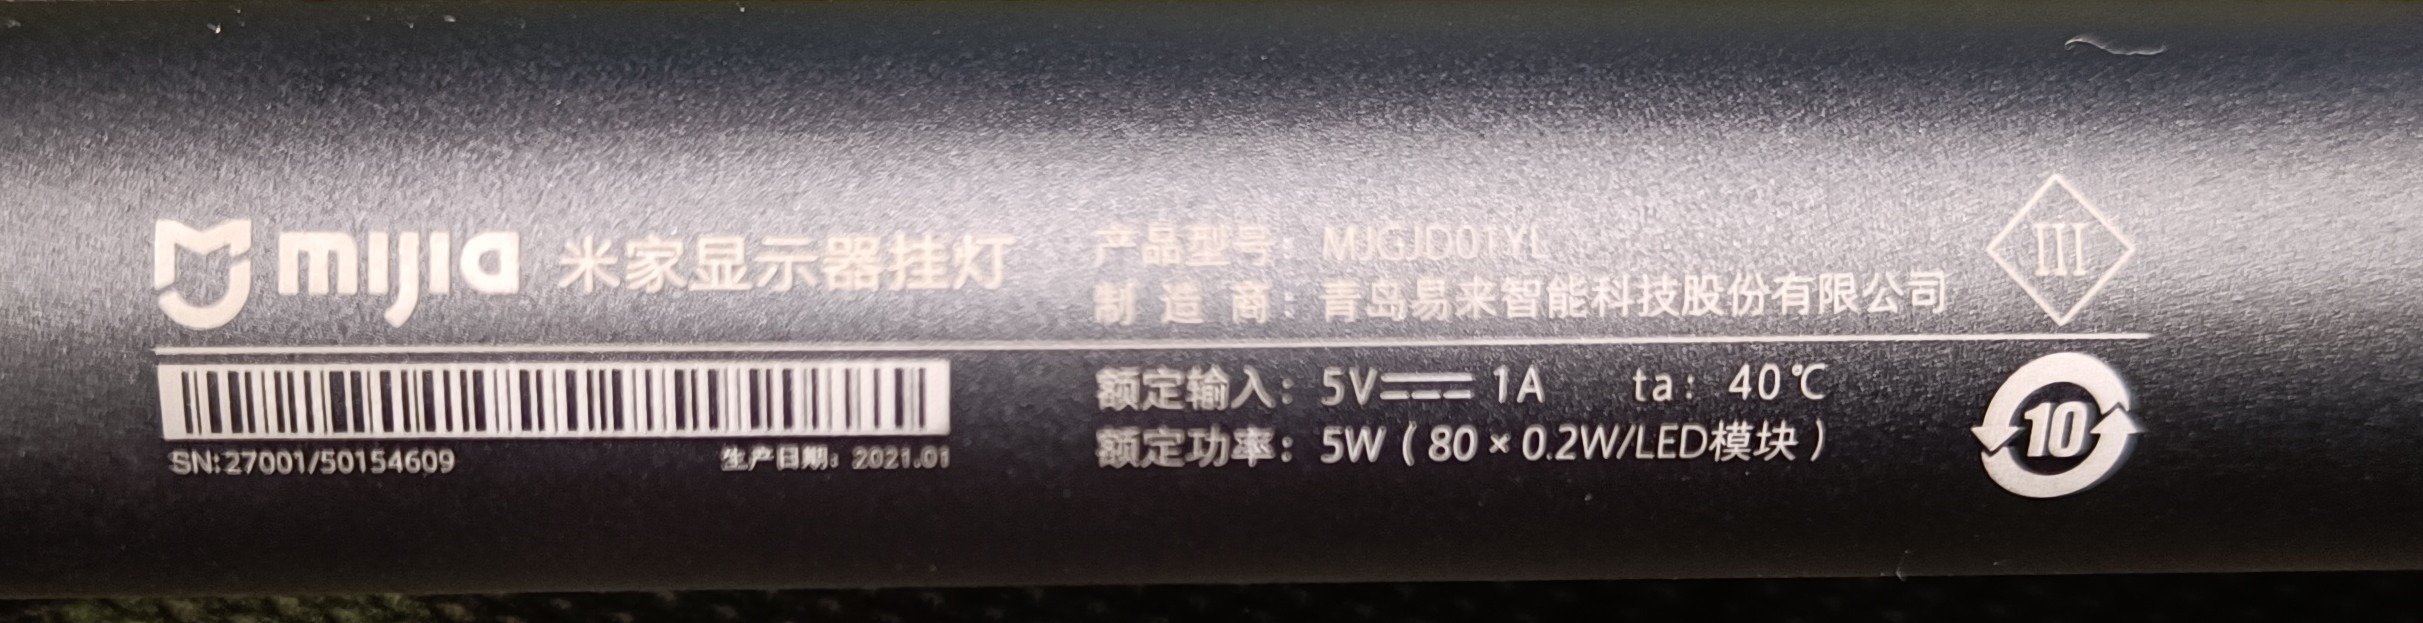 mijia 米家显示器挂灯
产品型号: MJGJD01YL
制 造 商: 青岛易来智能科技股份有限公司
III
SN:27001/50154609
生产日期: 2021.01
额定输入: 5V⎓1A ta: 40℃
额定功率: 5W(80×0.2W/LED模块)
10